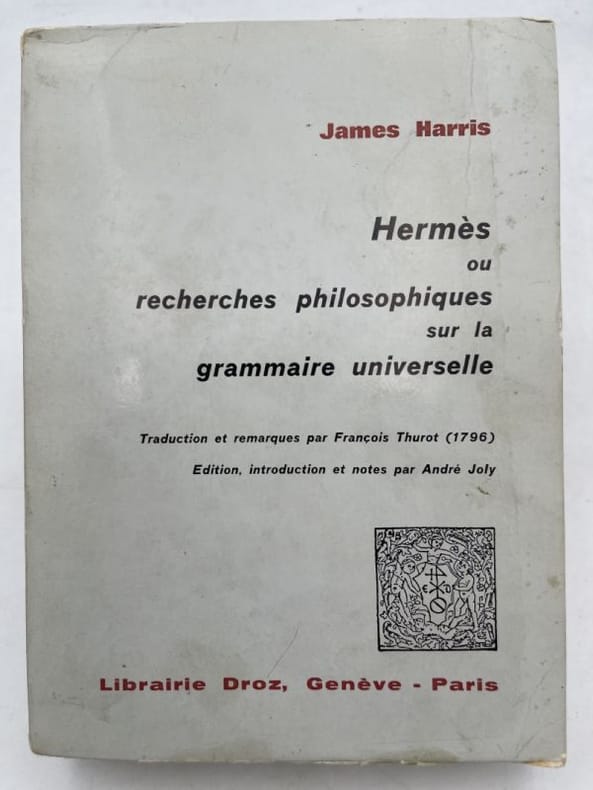 James Harris
Hermès
ou
recherches philosophiques
sur la
grammaire universelle
Traduction et remarques par François Thurot (1796)
Edition, introduction et notes par André Joly
Librairie Droz, Genève - Paris